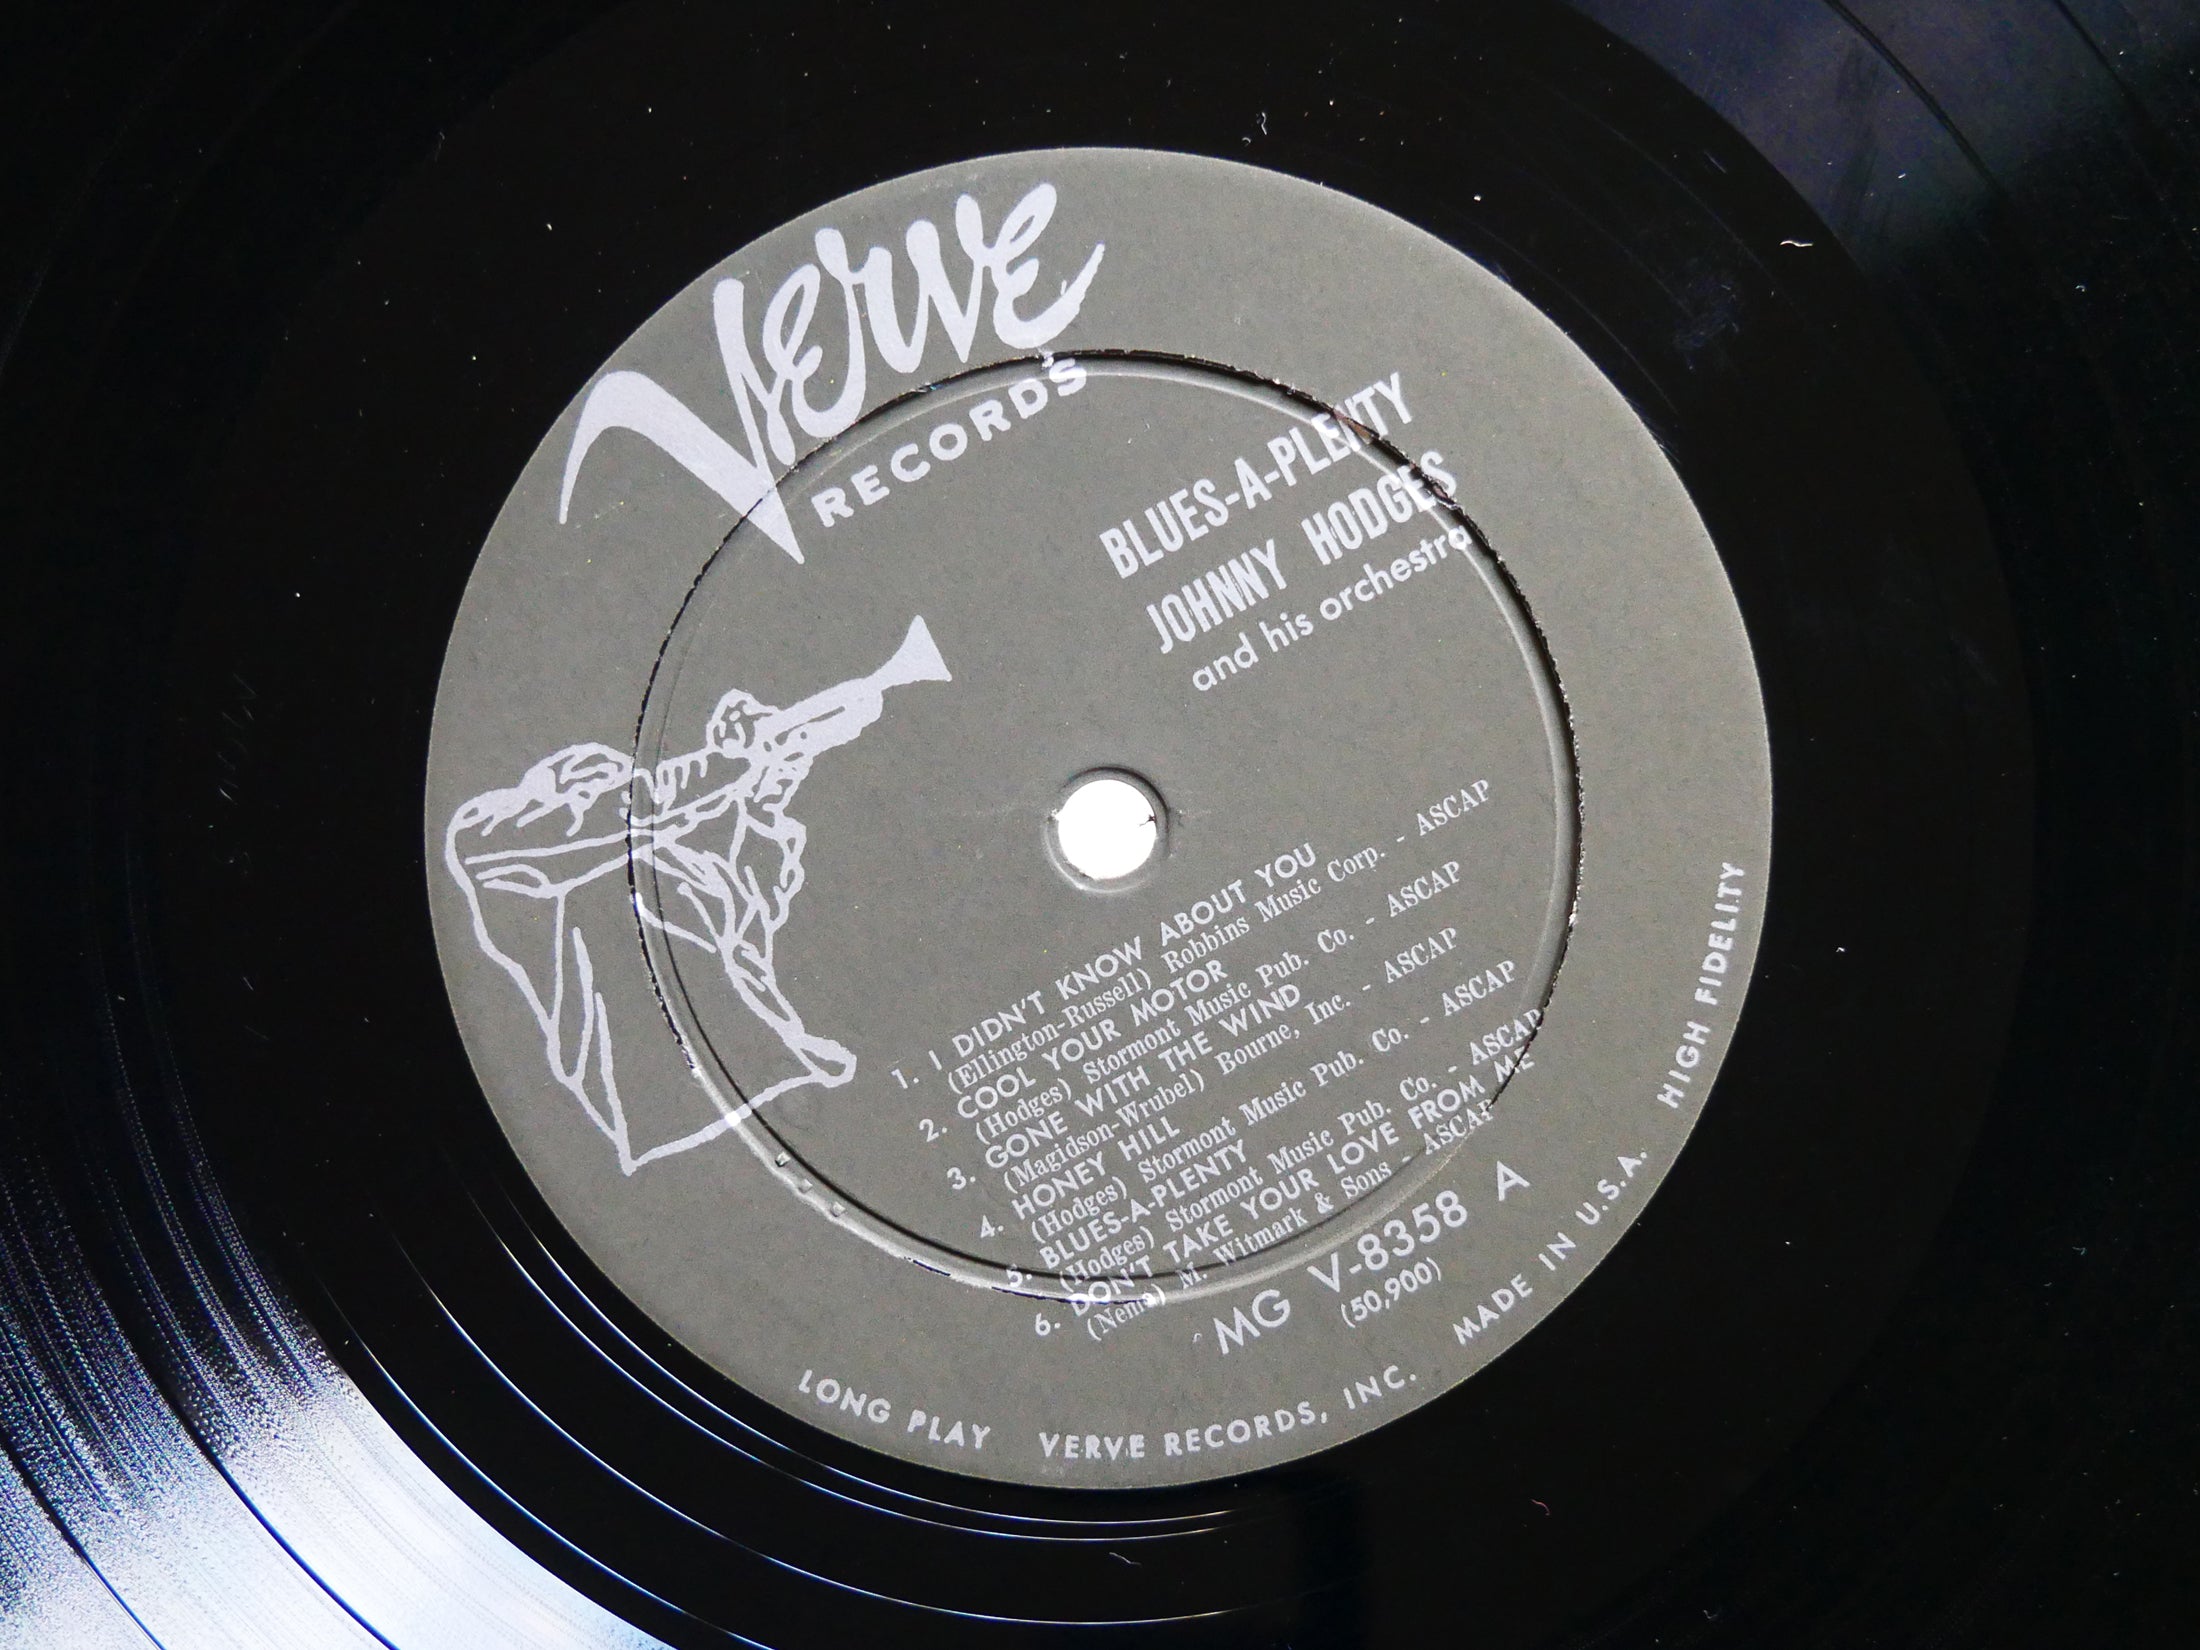 Verve
RECORDS
BLUES-A-PLENTY
JOHNNY HODGES
and his orchestra
1. I DIDN'T KNOW ABOUT YOU
(Ellington-Russell) Robbins Music Corp. - ASCAP
2. COOL YOUR MOTOR
(Hodges) Stormont Music Pub. Co. - ASCAP
3. GONE WITH THE WIND
(Magidson-Wrubel) Bourne, Inc. - ASCAP
4. HONEY HILL
(Hodges) Stormont Music Pub. Co. - ASCAP
5. BLUES-A-PLENTY
(Hodges) Stormont Music Pub. Co. - ASCAP
6. DON'T TAKE YOUR LOVE FROM ME
(Nemo) M. Witmark & Sons - ASCAP
MG V-8358 A
(50,900)
LONG PLAY VERVE RECORDS, INC. MADE IN U.S.A. HIGH FIDELITY